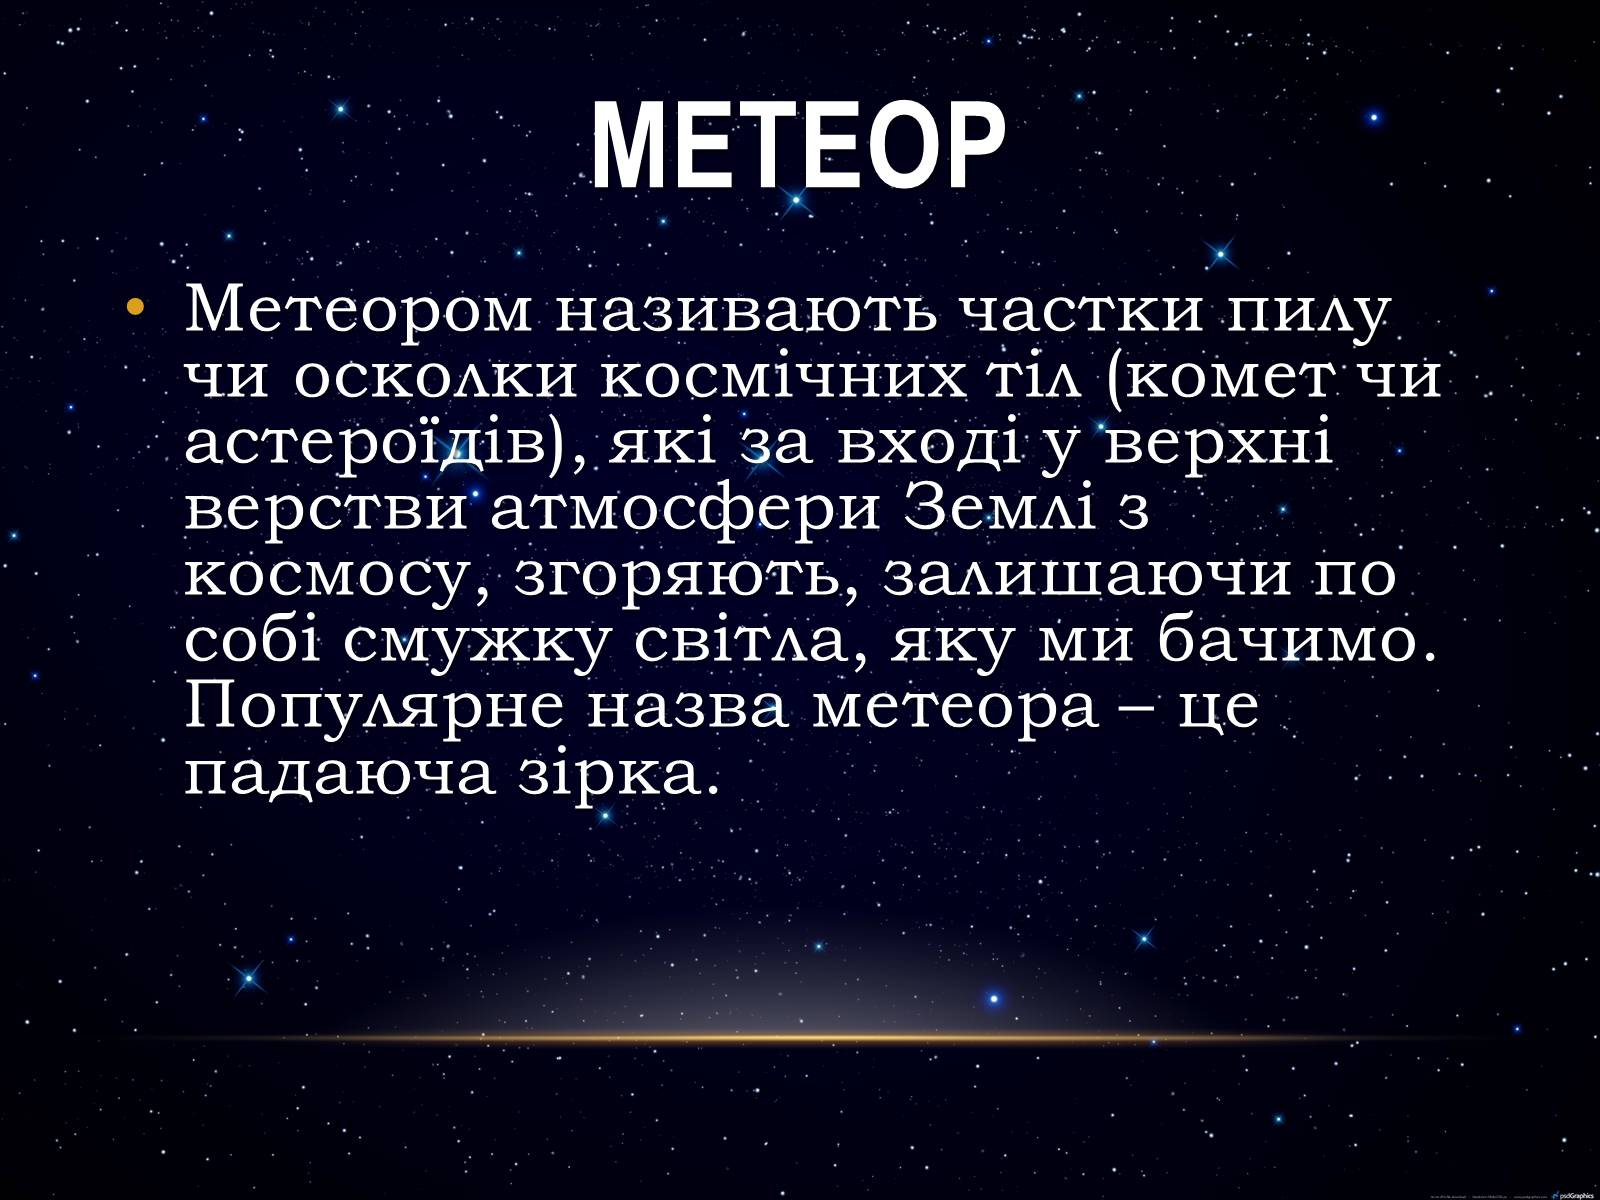 МЕТЕОР
• Метеором називають частки пилу
чи осколки космічних тіл (комет чи
астероїдів), які за вході у верхні
верстви атмосфери Землі з
космосу, згоряють, залишаючи по
собі смужку світла, яку ми бачимо.
Популярне назва метеора – це
падаюча зірка.
psdGraphics